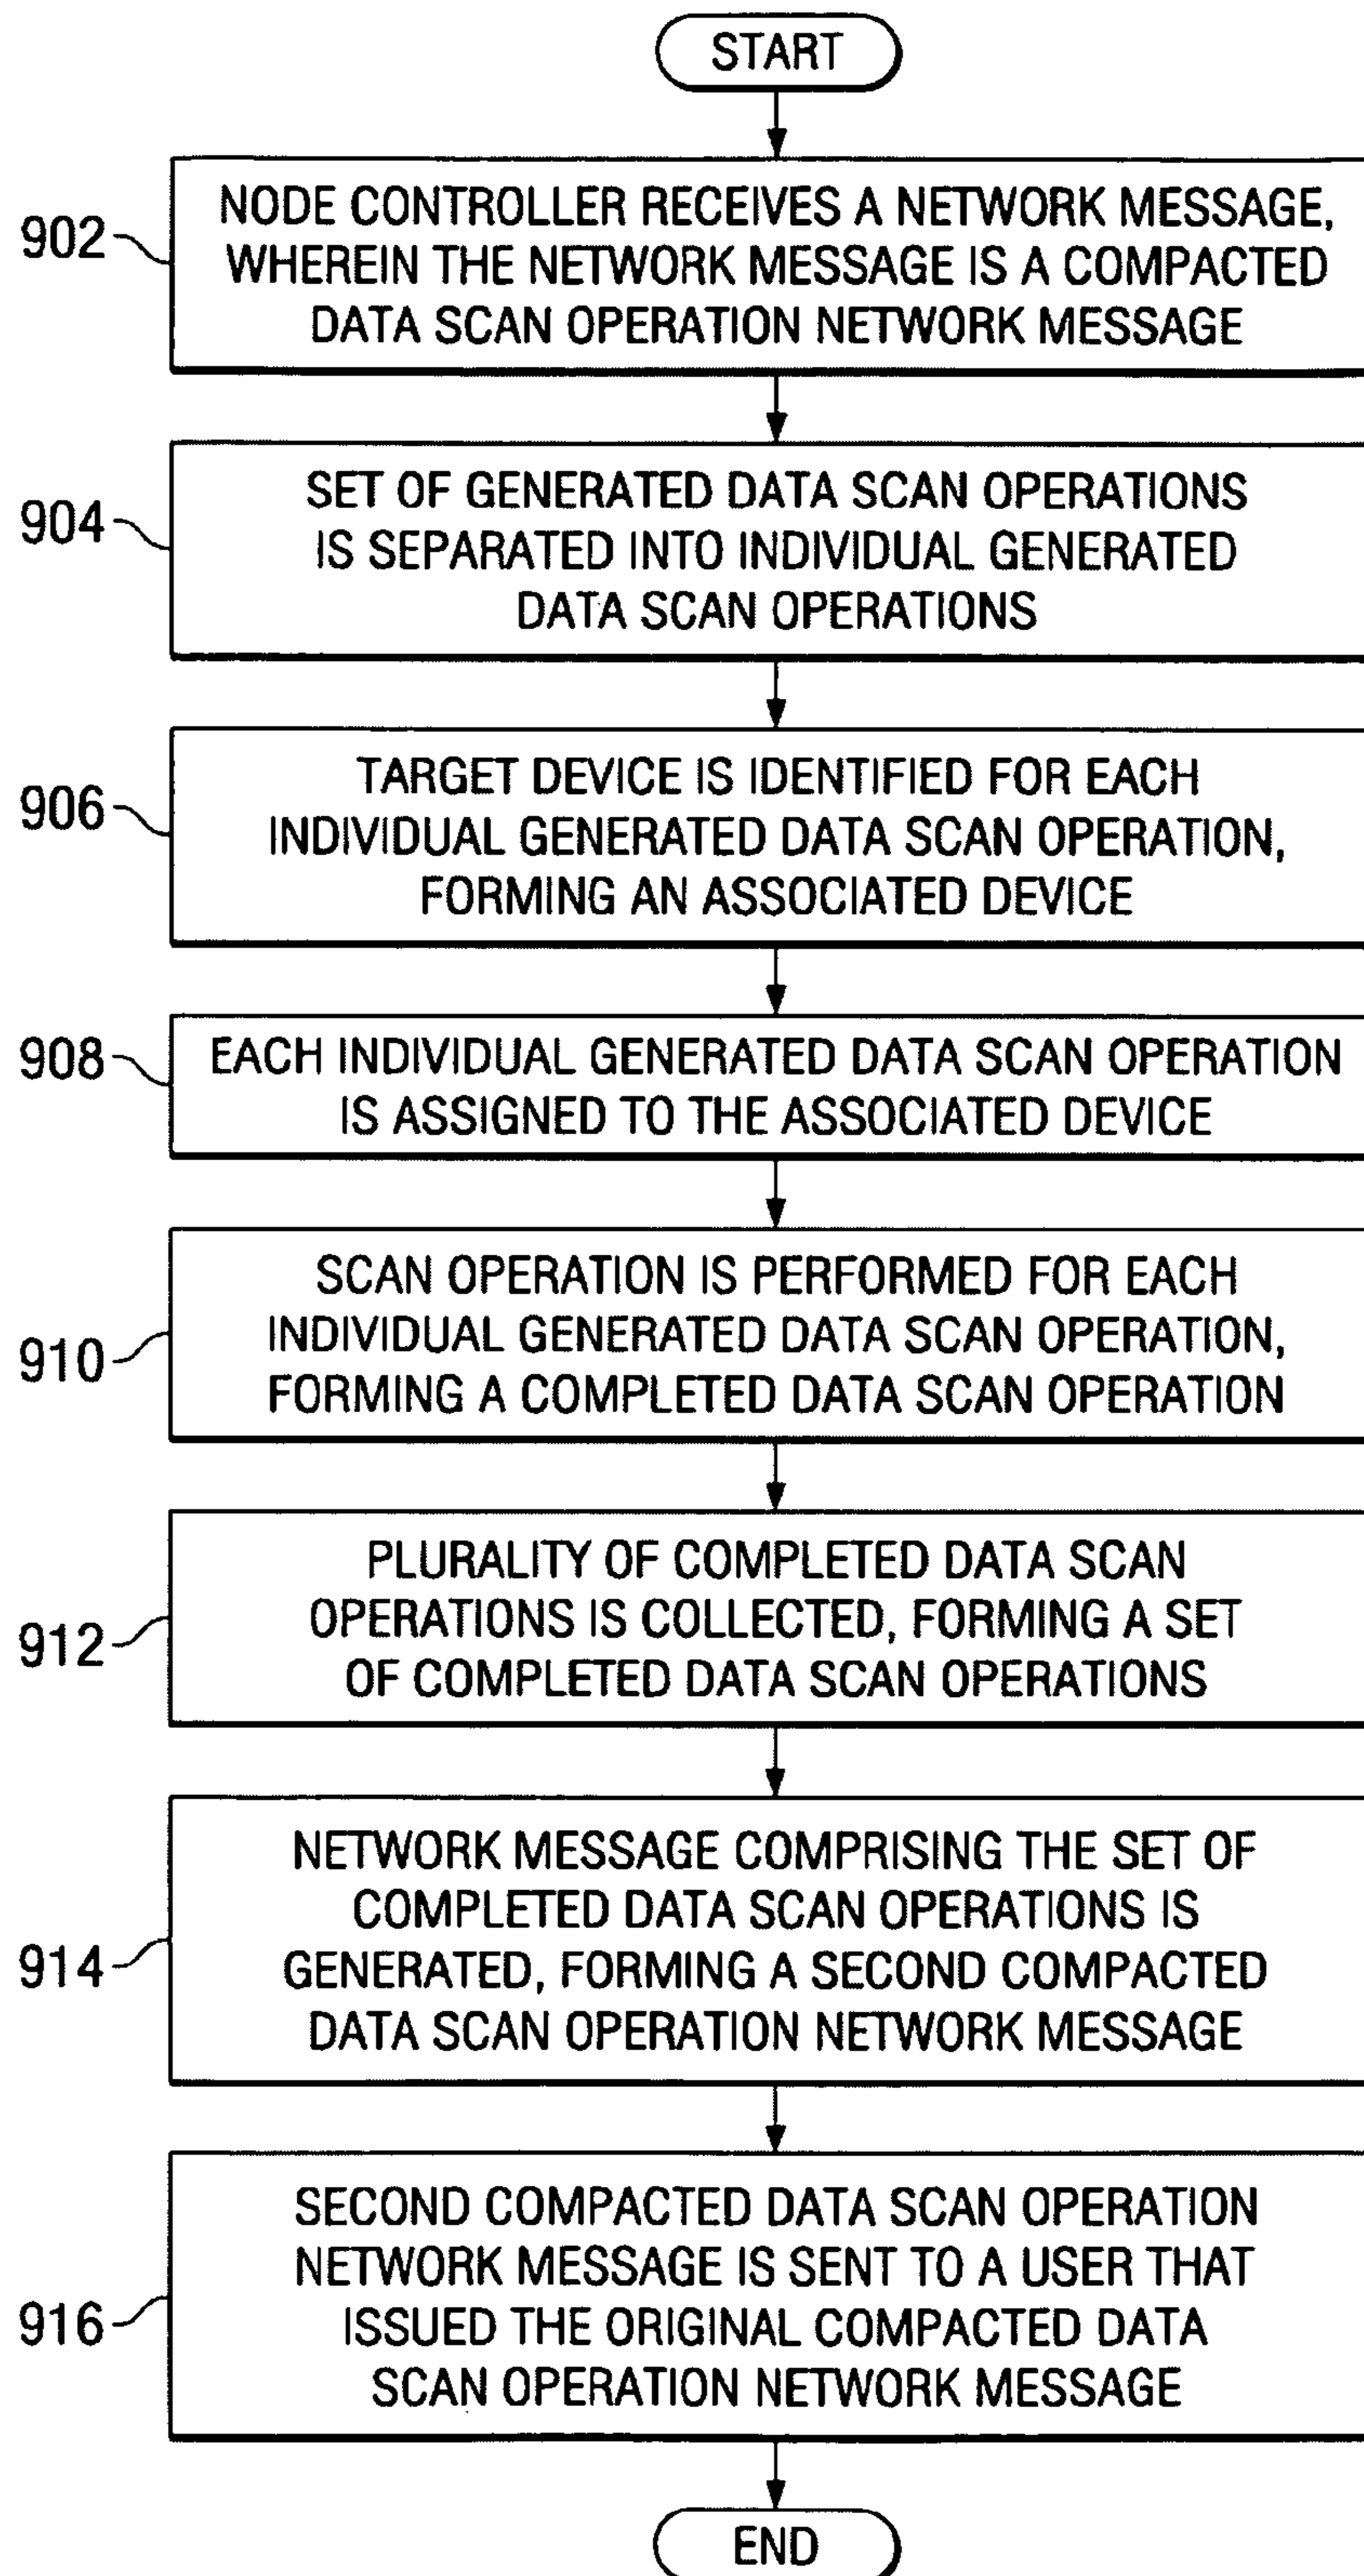 START
902
NODE CONTROLLER RECEIVES A NETWORK MESSAGE,
WHEREIN THE NETWORK MESSAGE IS A COMPACTED
DATA SCAN OPERATION NETWORK MESSAGE
904
SET OF GENERATED DATA SCAN OPERATIONS
IS SEPARATED INTO INDIVIDUAL GENERATED
DATA SCAN OPERATIONS
906
TARGET DEVICE IS IDENTIFIED FOR EACH
INDIVIDUAL GENERATED DATA SCAN OPERATION,
FORMING AN ASSOCIATED DEVICE
908
EACH INDIVIDUAL GENERATED DATA SCAN OPERATION
IS ASSIGNED TO THE ASSOCIATED DEVICE
910
SCAN OPERATION IS PERFORMED FOR EACH
INDIVIDUAL GENERATED DATA SCAN OPERATION,
FORMING A COMPLETED DATA SCAN OPERATION
912
PLURALITY OF COMPLETED DATA SCAN
OPERATIONS IS COLLECTED, FORMING A SET
OF COMPLETED DATA SCAN OPERATIONS
914
NETWORK MESSAGE COMPRISING THE SET OF
COMPLETED DATA SCAN OPERATIONS IS
GENERATED, FORMING A SECOND COMPACTED
DATA SCAN OPERATION NETWORK MESSAGE
916
SECOND COMPACTED DATA SCAN OPERATION
NETWORK MESSAGE IS SENT TO A USER THAT
ISSUED THE ORIGINAL COMPACTED DATA
SCAN OPERATION NETWORK MESSAGE
END